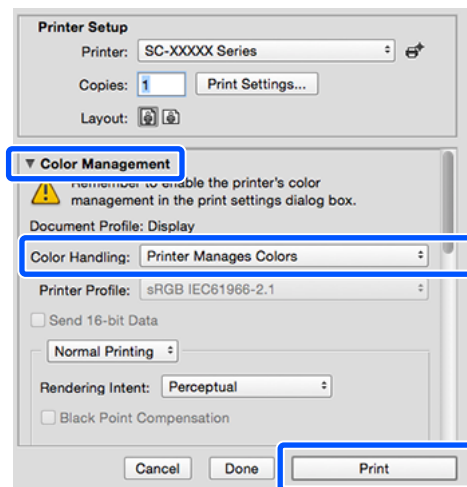 Printer Setup
Printer: SC-XXXXX Series
Copies: 1 Print Settings...
Layout:
Color Management
Remember to enable the printer's color
management in the print settings dialog box.
Document Profile: Display
Color Handling: Printer Manages Colors
Printer Profile: sRGB IEC61966-2.1
Send 16-bit Data
Normal Printing
Rendering Intent: Perceptual
Black Point Compensation
Cancel Done Print